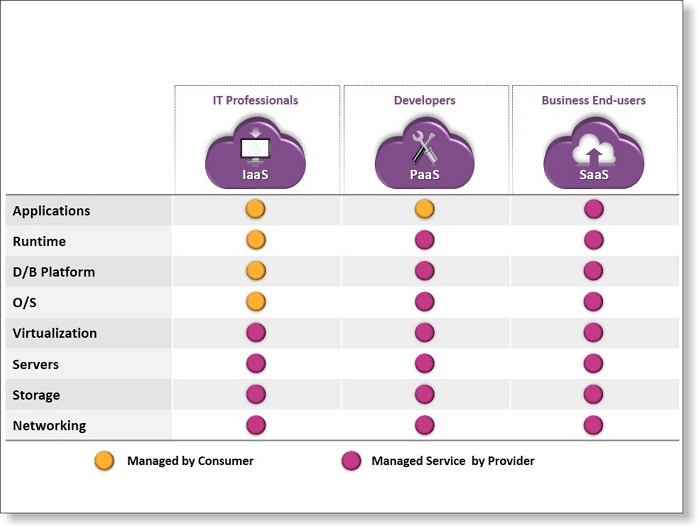 IT Professionals Developers Business End-users
IaaS PaaS SaaS
Applications
Runtime
D/B Platform
O/S
Virtualization
Servers
Storage
Networking
Managed by Consumer Managed Service by Provider